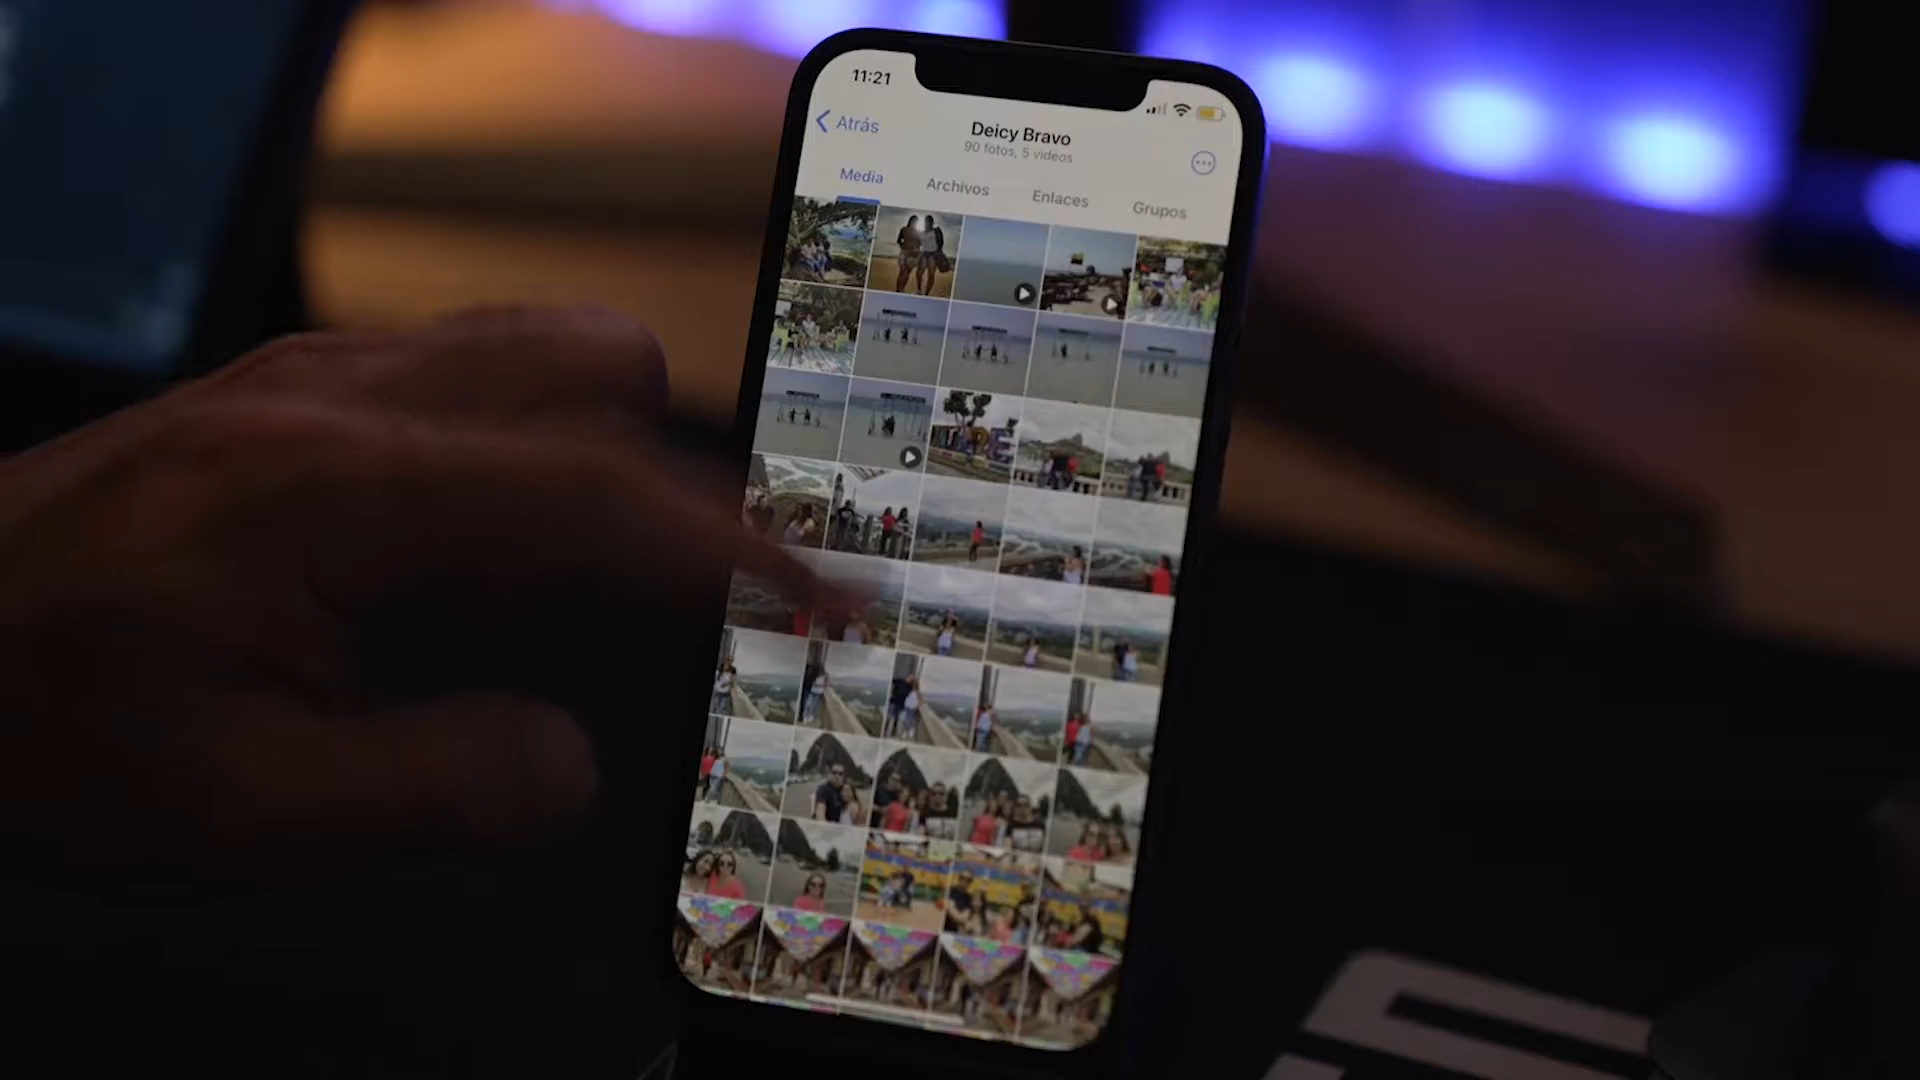 11:21
Atrás
Deicy Bravo
90 fotos, 5 videos
Media
Archivos
Enlaces
Grupos